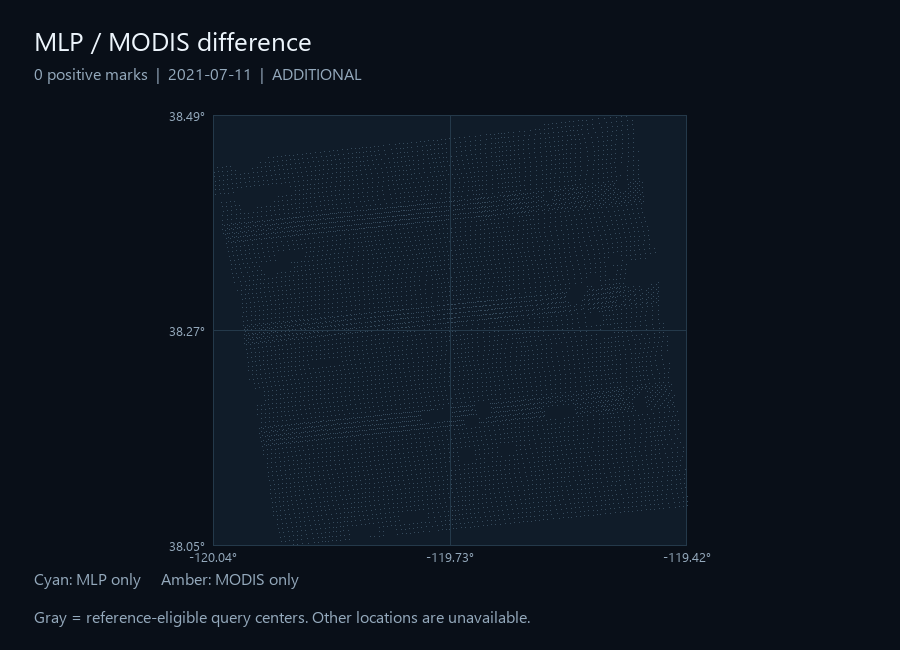 MLP / MODIS difference
0 positive marks | 2021-07-11 | ADDITIONAL
38.49°
38.27°
38.05°
-120.04° -119.73° -119.42°
Cyan: MLP only Amber: MODIS only
Gray = reference-eligible query centers. Other locations are unavailable.